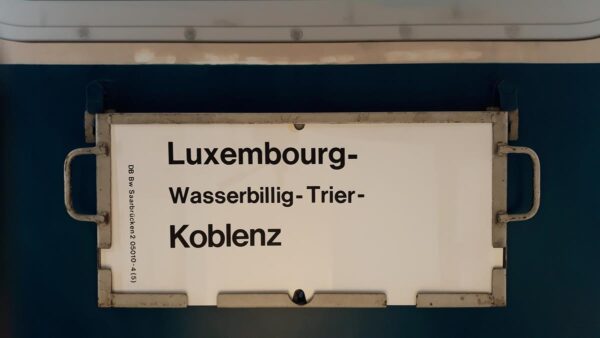 Luxembourg-
Wasserbillig-Trier-
Koblenz
DB Bw Saarbrücken 2 05010-4 (5)